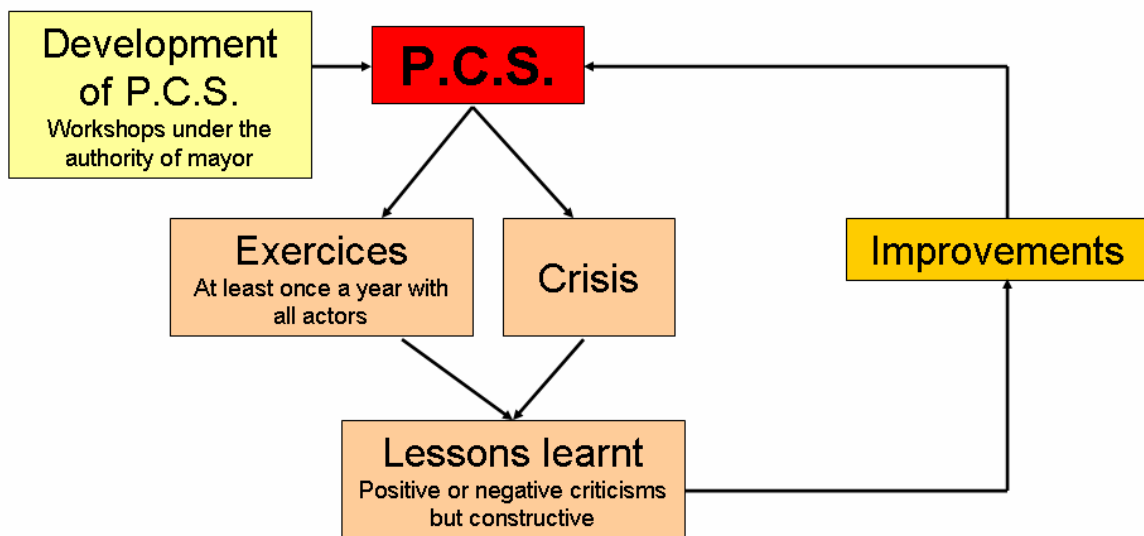 Development
of P.C.S.
Workshops under the
authority of mayor
P.C.S.
Exercices
At least once a year with
all actors
Crisis
Improvements
Lessons learnt
Positive or negative criticisms
but constructive